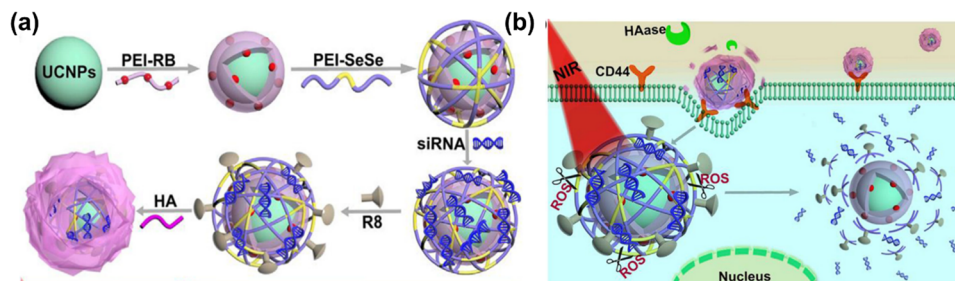 (a)
UCNPs
PEI-RB
PEI-SeSe
siRNA
R8
HA
(b)
HAase
NIR
CD44
ROS
ROS
ROS
Nucleus